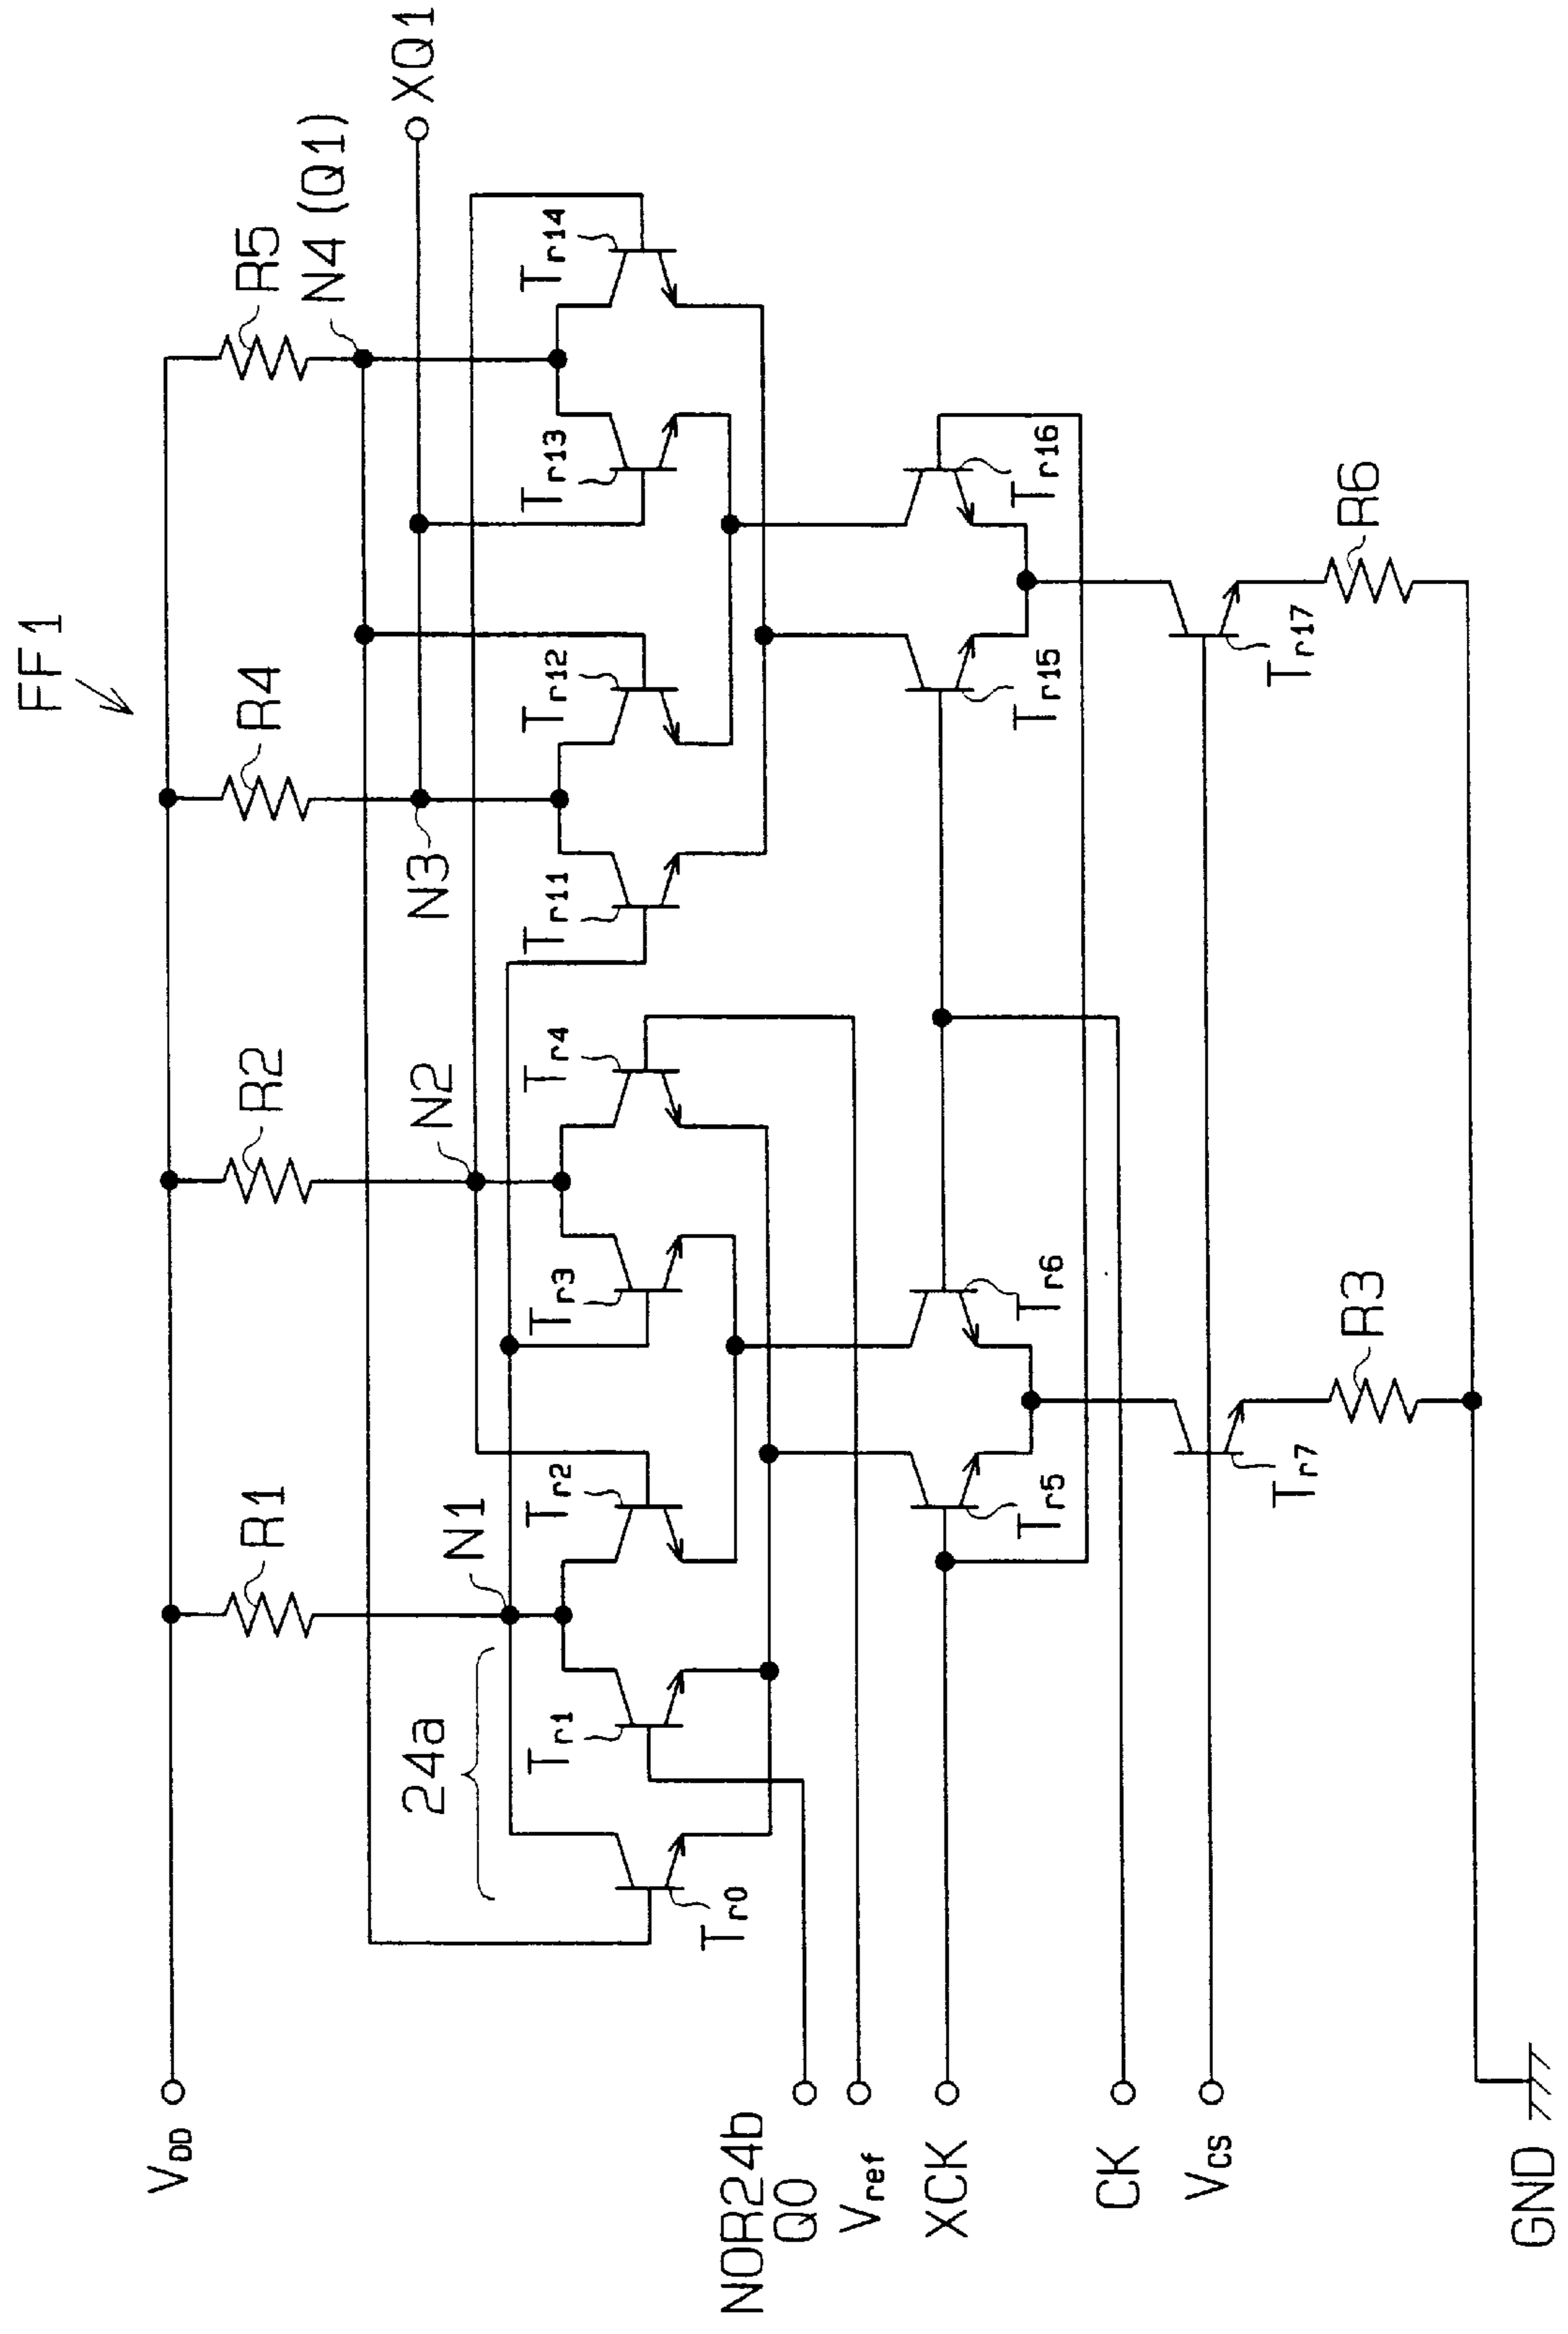 FF1
R1
R2
R4
R5
N4 (Q1)
XQ1
N3
N2
N1
24a
Tr0
Tr1
Tr2
Tr3
Tr4
Tr11
Tr12
Tr13
Tr14
Tr5
Tr6
Tr15
Tr16
Tr7
Tr17
R3
R6
VDD
NOR24b
Q0
Vref
XCK
CK
VCS
GND